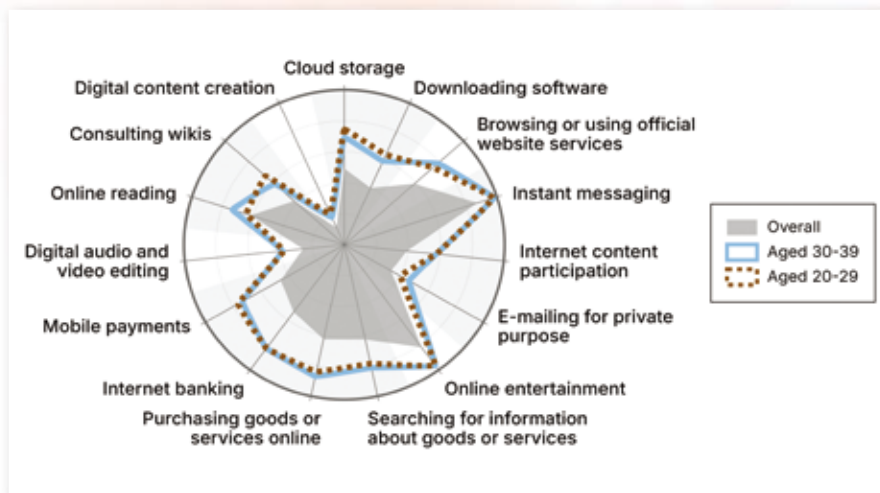 Cloud storage
Digital content creation
Downloading software
Consulting wikis
Browsing or using official
website services
Online reading
Instant messaging
Digital audio and
video editing
Internet content
participation
Mobile payments
E-mailing for private
purpose
Internet banking
Online entertainment
Purchasing goods or
services online
Searching for information
about goods or services
Overall
Aged 30-39
Aged 20-29